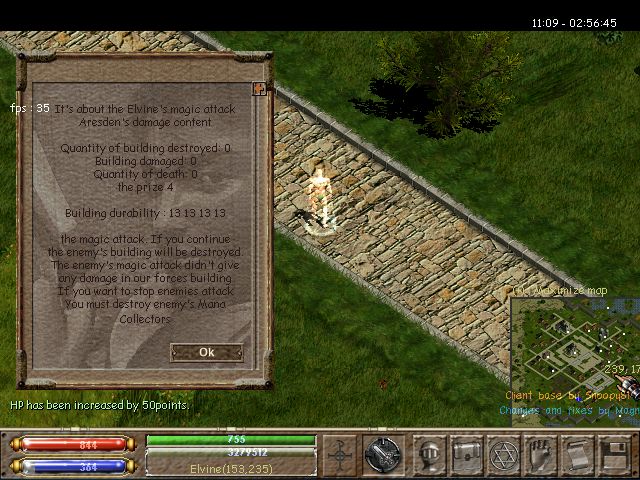 11:09 - 02:56:45
fps : 35
It's about the Elvine's magic attack
Aresden's damage content
Quantity of building destroyed: 0
Building damaged: 0
Quantity of death: 0
the prize 4
Building durability : 13 13 13 13
the magic attack. If you continue
the enemy's building will be destroyed.
The enemy's magic attack didn't give
any damage in our forces building
If you want to stop enemies attack
You must destroy enemy's Mana
Collectors
Ok
Maximize map
239, 17
Client base by Snoopy81
Changes and fixes by Magn
HP has been increased by 50points.
844
755
364
3279512
Elvine(153,235)